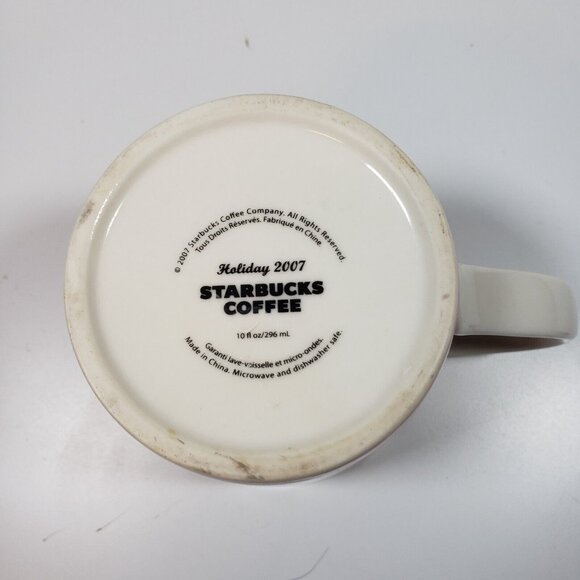 © 2007 Starbucks Coffee Company. All Rights Reserved.
Tous Droits Réservés. Fabriqué en Chine.
Holiday 2007
STARBUCKS
COFFEE
10 fl oz/296 mL
Garanti lave-vaisselle et micro-ondes.
Made in China. Microwave and dishwasher safe.